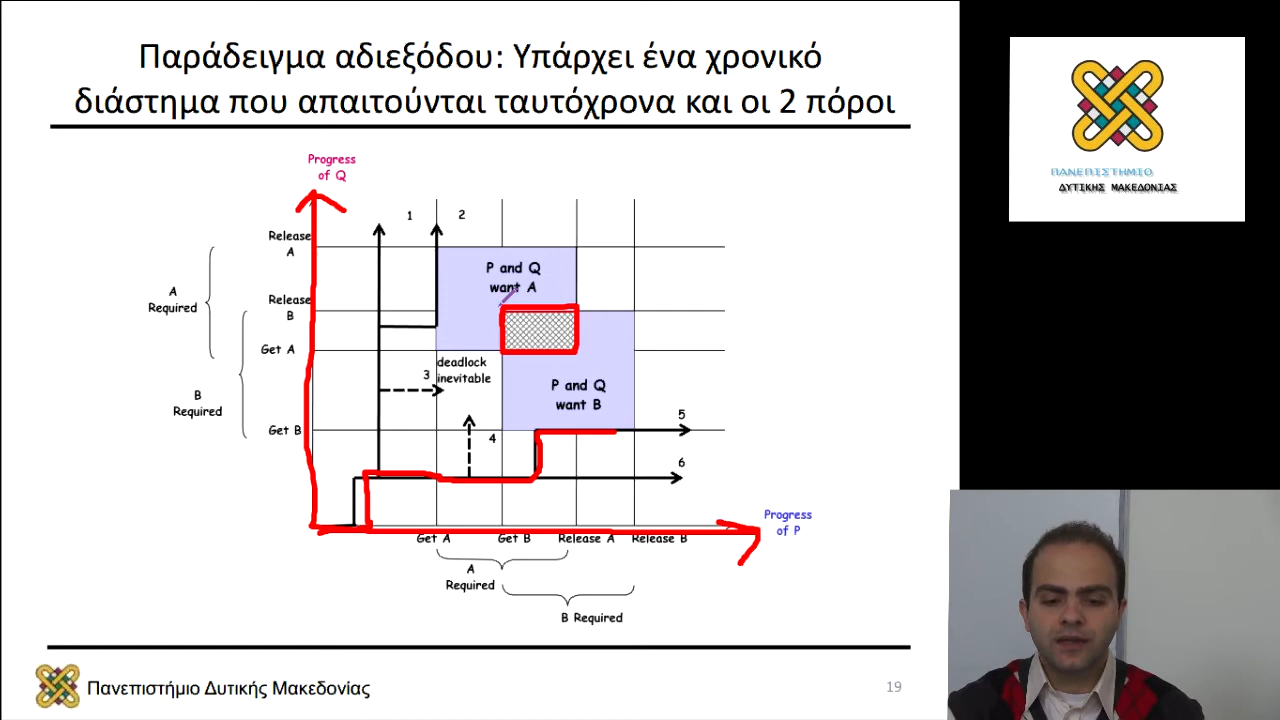 Παράδειγμα αδιεξόδου: Υπάρχει ένα χρονικό
διάστημα που απαιτούνται ταυτόχρονα και οι 2 πόροι
Progress
of Q
1
2
Release
A
P and Q
want A
A
Required
Release
B
Get A
deadlock
inevitable
3
P and Q
want B
B
Required
Get B
4
5
6
Progress
of P
Get A
Get B
Release A
Release B
A
Required
B Required
Πανεπιστήμιο Δυτικής Μακεδονίας
19
ΠΑΝΕΠΙΣΤΗΜΙΟ
ΔΥΤΙΚΗΣ ΜΑΚΕΔΟΝΙΑΣ